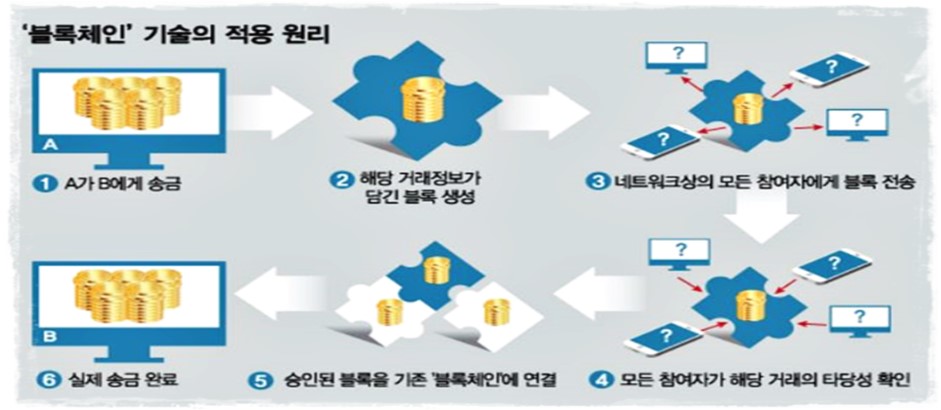 '블록체인' 기술의 적용 원리
A
? ? ? ?
1 A가 B에게 송금
2 해당 거래정보가
담긴 블록 생성
3 네트워크상의 모든 참여자에게 블록 전송
? ? ? ?
B
6 실제 송금 완료
5 승인된 블록을 기존 '블록체인'에 연결
4 모든 참여자가 해당 거래의 타당성 확인